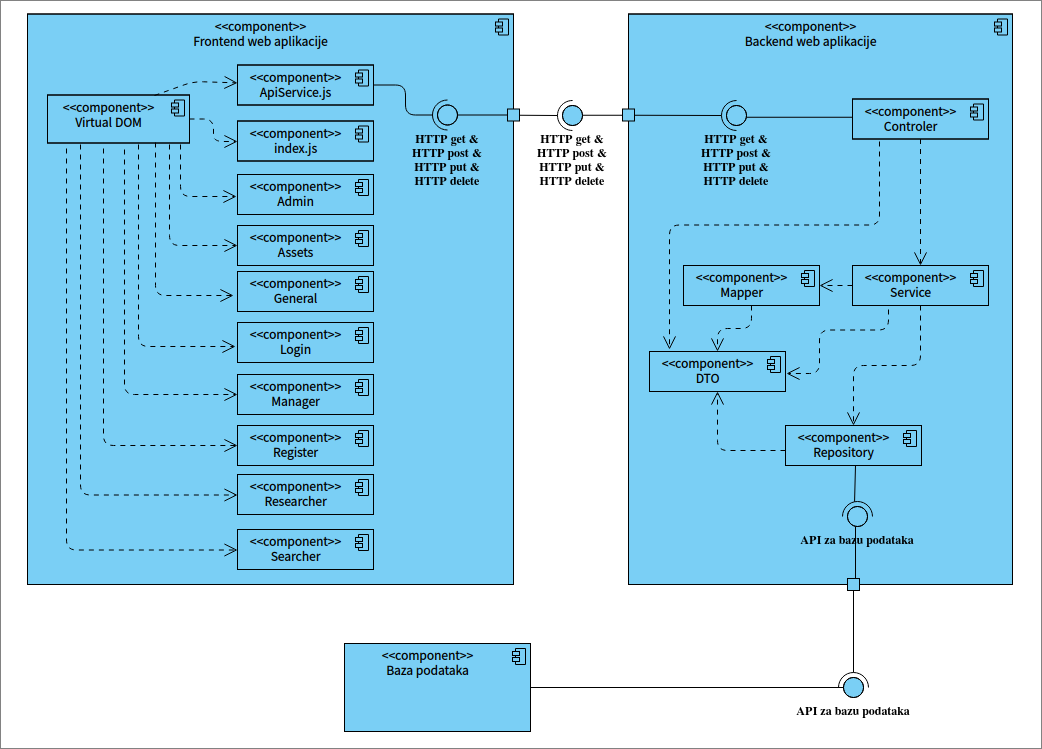 <<component>>
Frontend web aplikacije
<<component>>
ApiService.js
<<component>>
Virtual DOM
<<component>>
index.js
<<component>>
Admin
<<component>>
Assets
<<component>>
General
<<component>>
Login
<<component>>
Manager
<<component>>
Register
<<component>>
Researcher
<<component>>
Searcher
HTTP get &
HTTP post &
HTTP put &
HTTP delete
HTTP get &
HTTP post &
HTTP put &
HTTP delete
<<component>>
Backend web aplikacije
HTTP get &
HTTP post &
HTTP put &
HTTP delete
<<component>>
Controler
<<component>>
Mapper
<<component>>
Service
<<component>>
DTO
<<component>>
Repository
API za bazu podataka
<<component>>
Baza podataka
API za bazu podataka